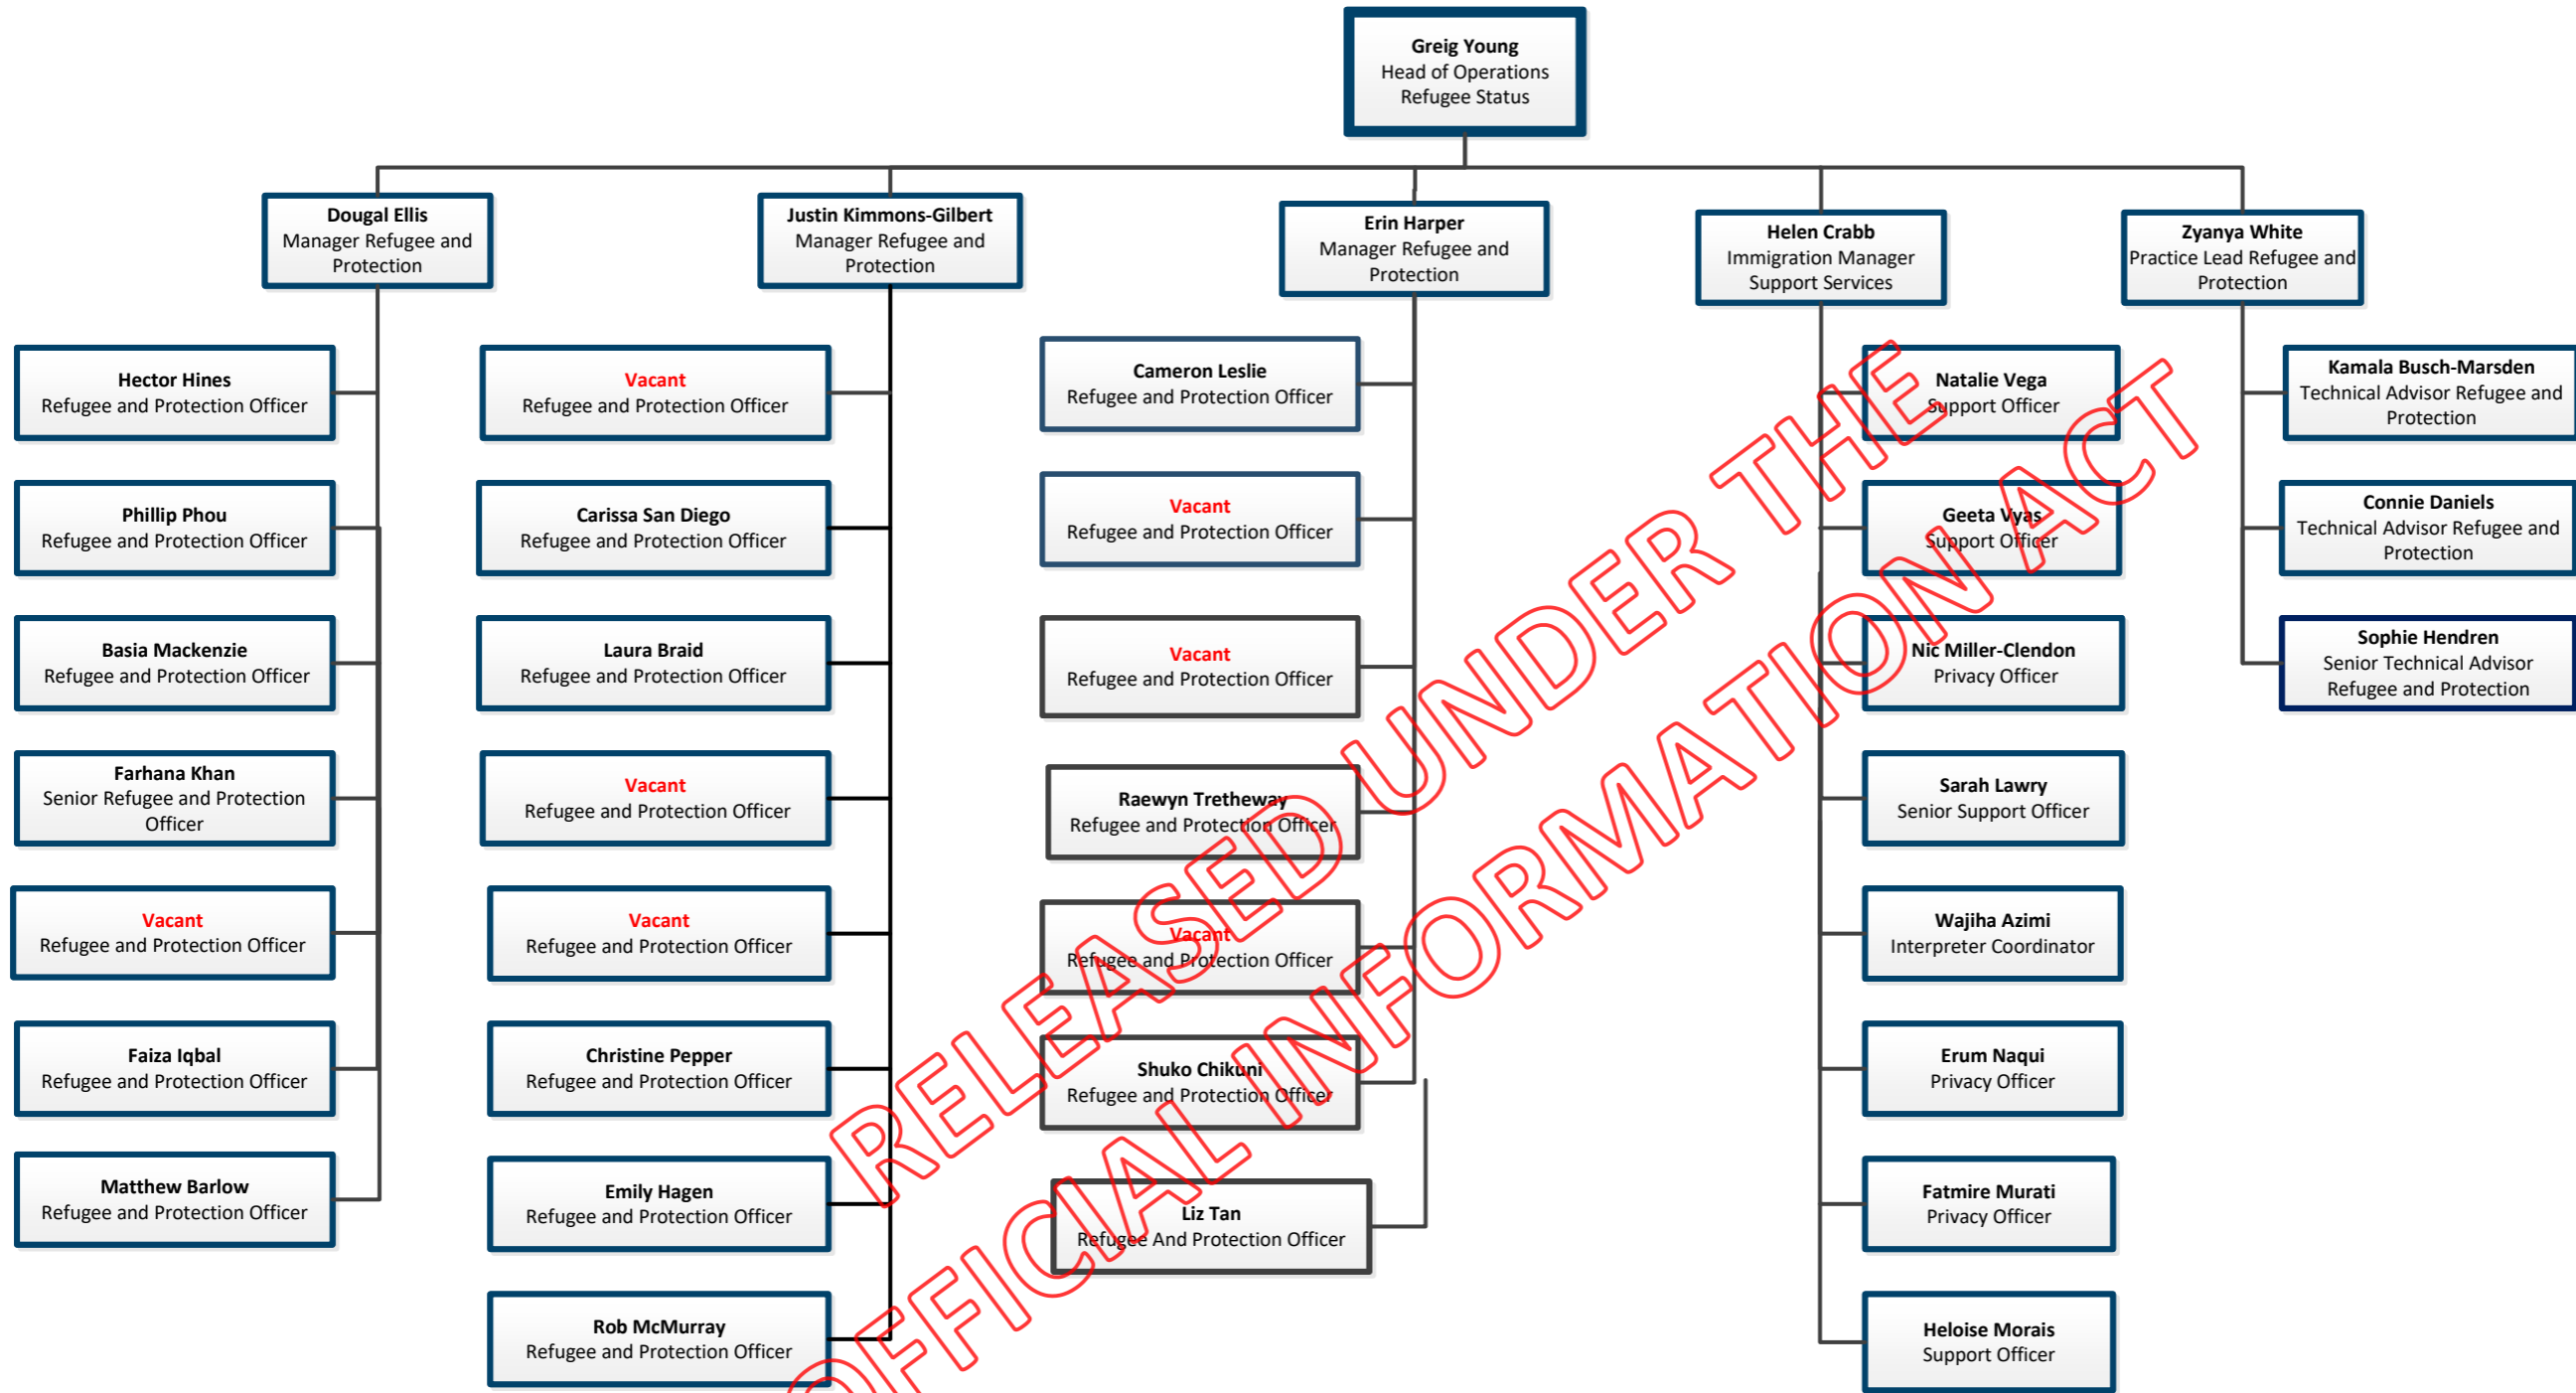 Greig Young
Head of Operations
Refugee Status
Dougal Ellis
Manager Refugee and
Protection
Justin Kimmons-Gilbert
Manager Refugee and
Protection
Erin Harper
Manager Refugee and
Protection
Helen Crabb
Immigration Manager
Support Services
Zyanya White
Practice Lead Refugee and
Protection
Hector Hines
Refugee and Protection Officer
Phillip Phou
Refugee and Protection Officer
Basia Mackenzie
Refugee and Protection Officer
Farhana Khan
Senior Refugee and Protection
Officer
Vacant
Refugee and Protection Officer
Faiza Iqbal
Refugee and Protection Officer
Matthew Barlow
Refugee and Protection Officer
Vacant
Refugee and Protection Officer
Carissa San Diego
Refugee and Protection Officer
Laura Braid
Refugee and Protection Officer
Vacant
Refugee and Protection Officer
Vacant
Refugee and Protection Officer
Christine Pepper
Refugee and Protection Officer
Emily Hagen
Refugee and Protection Officer
Rob McMurray
Refugee and Protection Officer
Cameron Leslie
Refugee and Protection Officer
Vacant
Refugee and Protection Officer
Vacant
Refugee and Protection Officer
Raewyn Tretheway
Refugee and Protection Officer
Vacant
Refugee and Protection Officer
Shuko Chikuni
Refugee and Protection Officer
Liz Tan
Refugee And Protection Officer
Natalie Vega
Support Officer
Geeta Vyas
Support Officer
Nic Miller-Clendon
Privacy Officer
Sarah Lawry
Senior Support Officer
Wajiha Azimi
Interpreter Coordinator
Erum Naqui
Privacy Officer
Fatmire Murati
Privacy Officer
Heloise Morais
Support Officer
Kamala Busch-Marsden
Technical Advisor Refugee and
Protection
Connie Daniels
Technical Advisor Refugee and
Protection
Sophie Hendren
Senior Technical Advisor
Refugee and Protection
RELEASED UNDER THE
OFFICIAL INFORMATION ACT